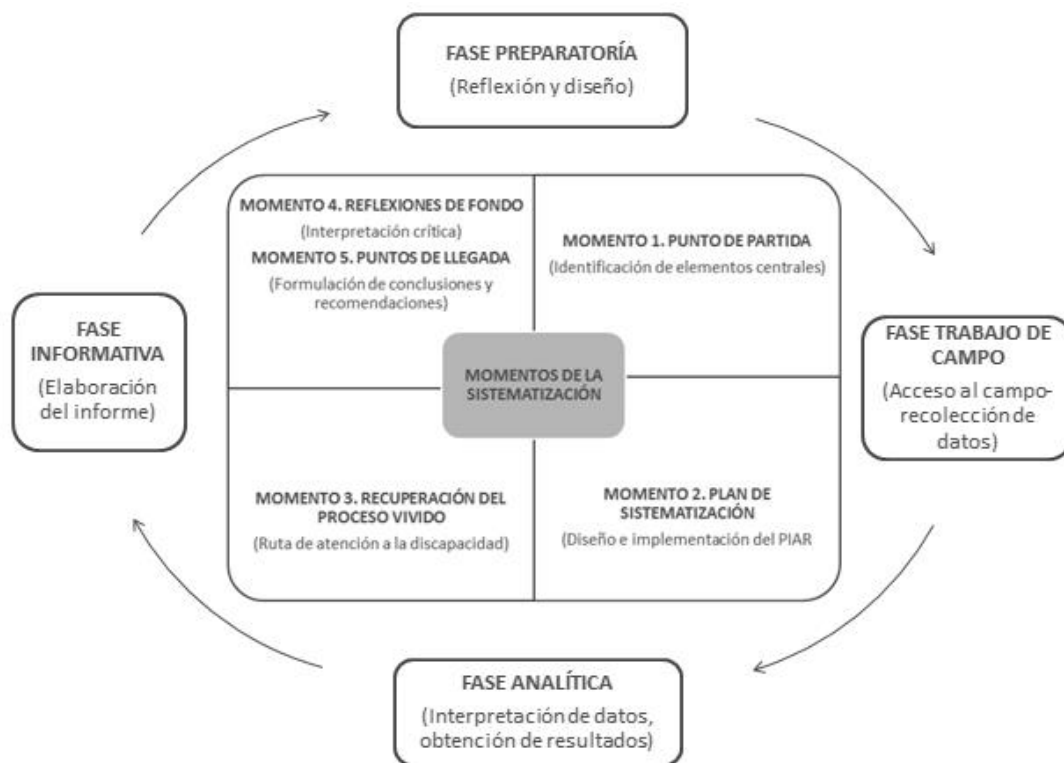 FASE PREPARATORÍA
(Reflexión y diseño)
MOMENTO 4. REFLEXIONES DE FONDO
(Interpretación crítica)
MOMENTO 5. PUNTOS DE LLEGADA
(Formulación de conclusiones y
recomendaciones)
MOMENTO 1. PUNTO DE PARTIDA
(Identificación de elementos centrales)
FASE
INFORMATIVA
(Elaboración
del informe)
MOMENTOS DE LA
SISTEMATIZACIÓN
FASE TRABAJO DE
CAMPO
(Acceso al campo-
recolección de
datos)
MOMENTO 3. RECUPERACIÓN DEL
PROCESO VIVIDO
(Ruta de atención a la discapacidad)
MOMENTO 2. PLAN DE
SISTEMATIZACIÓN
(Diseño e implementación del PIAR
FASE ANALÍTICA
(Interpretación de datos,
obtención de resultados)